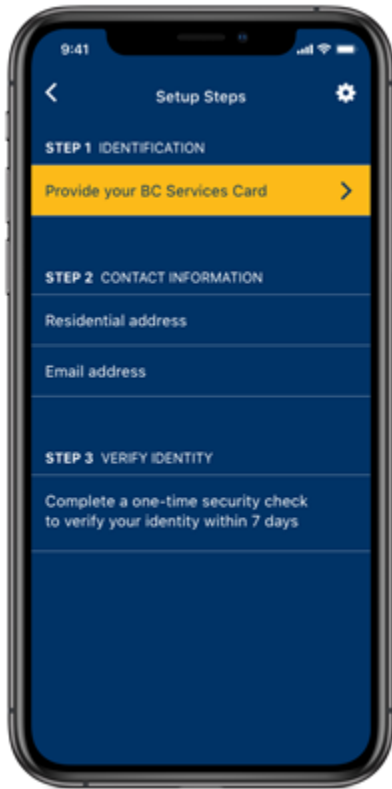 9:41
Setup Steps
STEP 1 IDENTIFICATION
Provide your BC Services Card
STEP 2 CONTACT INFORMATION
Residential address
Email address
STEP 3 VERIFY IDENTITY
Complete a one-time security check
to verify your identity within 7 days